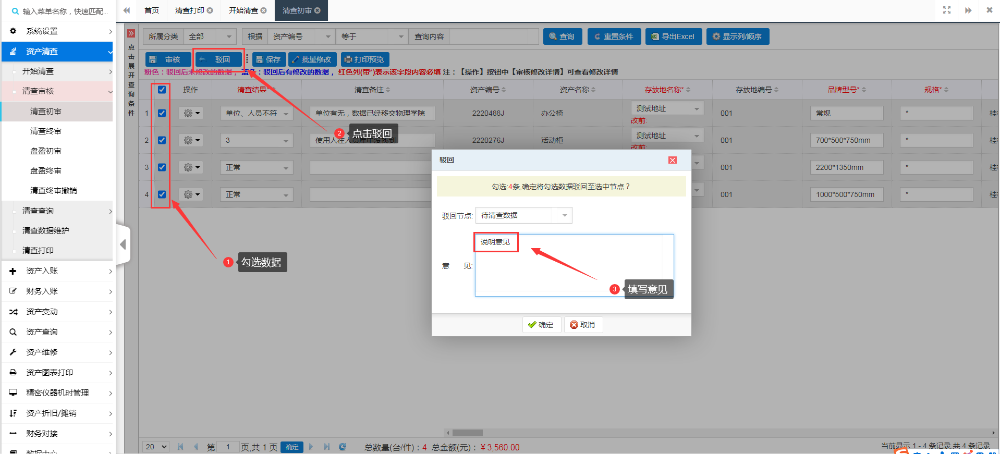 输入菜单名称，快速匹配...
首页
清查打印
开始清查
清查初审
系统设置
资产清查
开始清查
清查审核
清查初审
清查终审
盘盈初审
盘盈终审
清查终审撤销
清查查询
清查数据维护
清查打印
资产入账
财务入账
资产变动
资产查询
资产维修
资产图表打印
精密仪器机时管理
资产折旧/摊销
财务对接
点击展开查询条件
所属分类 全部 根据 资产编号 等于 查询内容 查询 重置条件 导出Excel 显示列/顺序
审核 驳回 保存 批量修改 打印预览
粉色：驳回后未修改的数据，蓝色：驳回后有修改的数据，红色列(带*)表示该字段内容必填 注：【操作】按钮中【审核修改详情】可查看修改详情
操作 清查结果* 清查备注 资产编号 资产名称 存放地名称* 存放地编号 品牌型号* 规格*
1 单位、人员不符 单位有无，数据已经移交物理学院 2220488J 办公椅 测试地址 001 常规 * 桂
改前:
2 3 使用人在人员库中没找到 2220276J 活动柜 测试地址 001 700*500*750mm * 桂
改前:
3 正常 001 2200*1350mm * 桂
4 正常 001 1000*500*750mm * 桂
2 点击驳回
1 勾选数据
驳回
勾选:4条,确定将勾选数据驳回至选中节点？
驳回节点: 待清查数据
说明意见
意 见:
3 填写意见
确定 取消
20 第 1 页,共 1 页 确定 总数量(台/件)：4 总金额(元)：￥3,560.00
当前显示 1 - 4 条记录.共 4 条记录